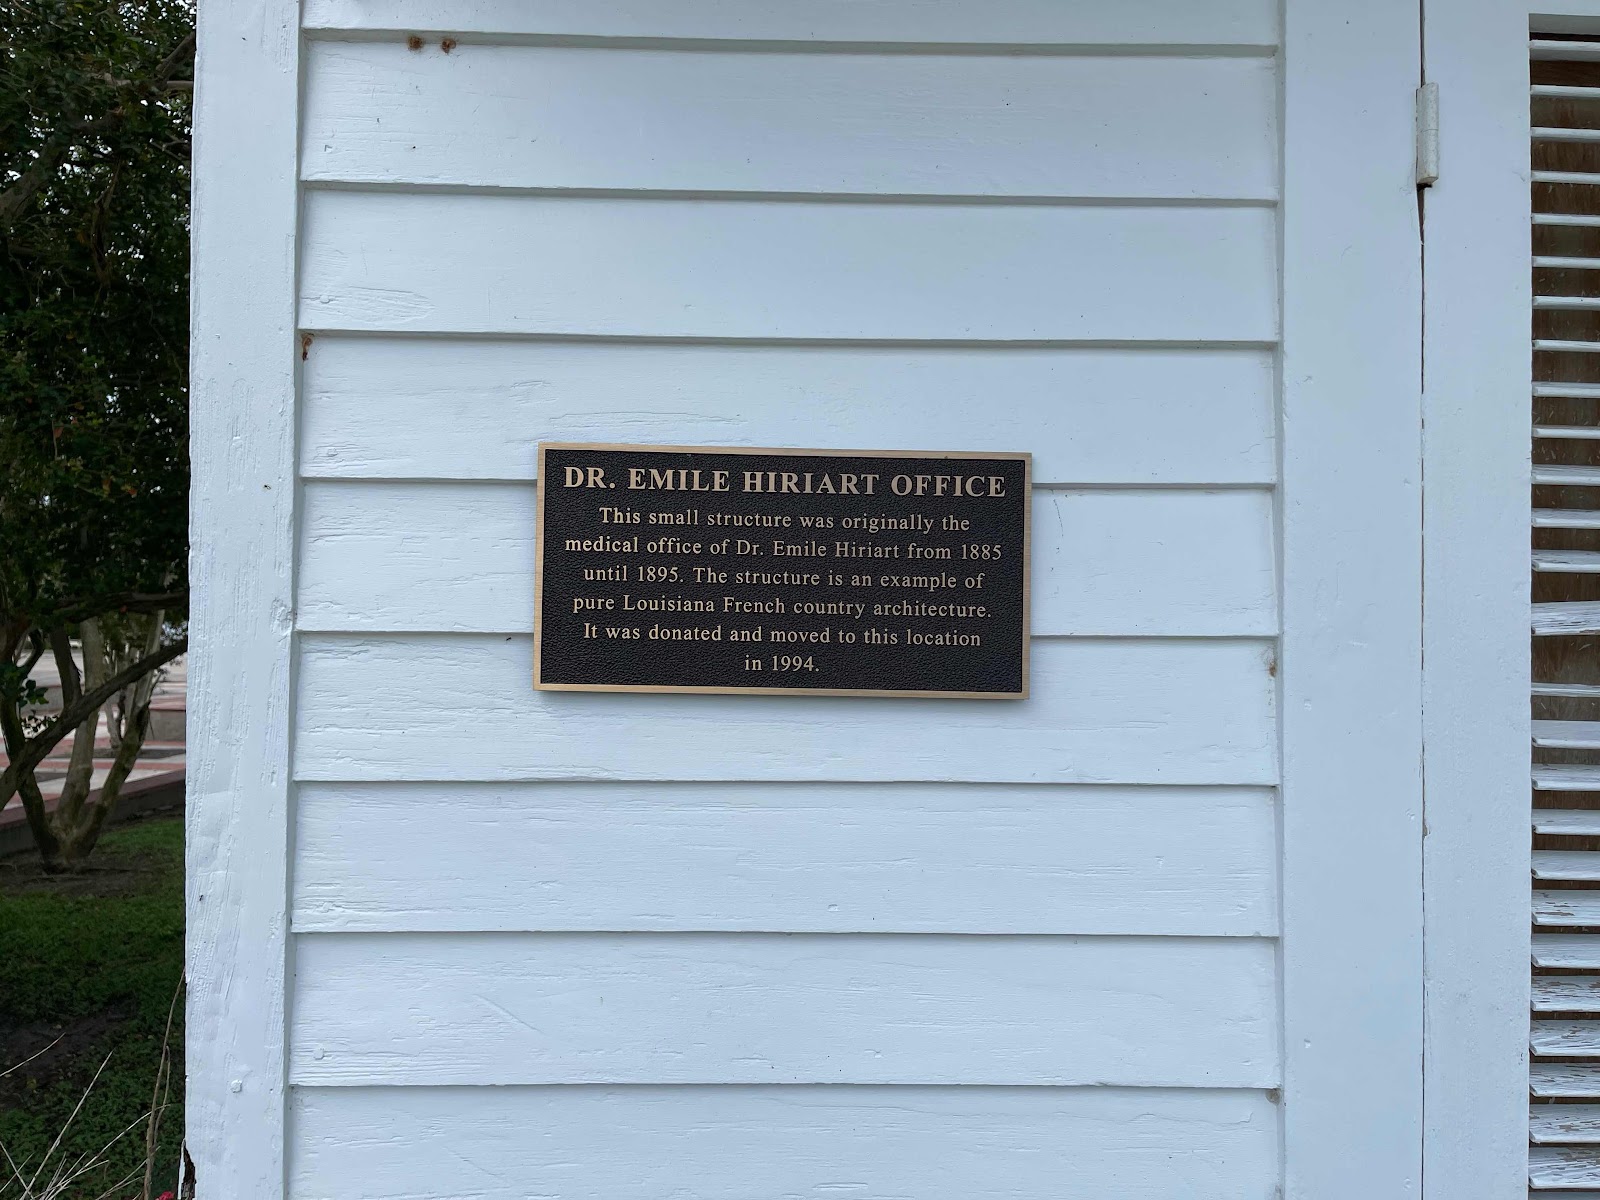 DR. EMILE HIRIART OFFICE
This small structure was originally the
medical office of Dr. Emile Hiriart from 1885
until 1895. The structure is an example of
pure Louisiana French country architecture.
It was donated and moved to this location
in 1994.